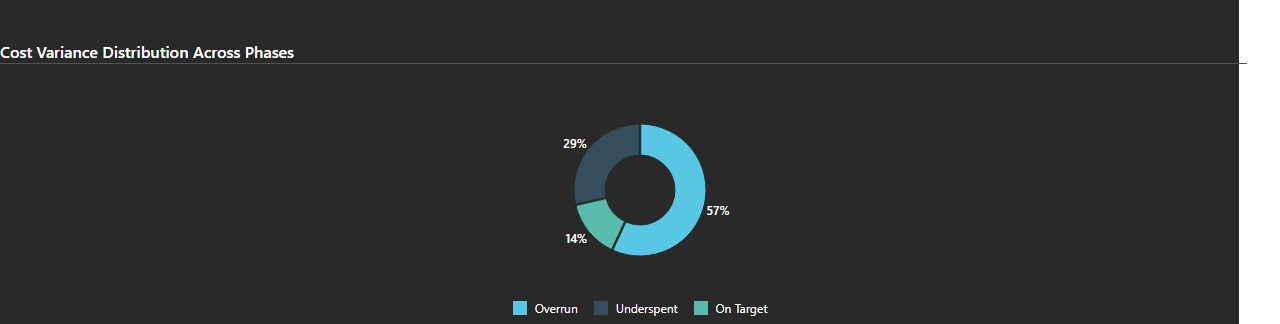 Cost Variance Distribution Across Phases
29%
57%
14%
Overrun Underspent On Target